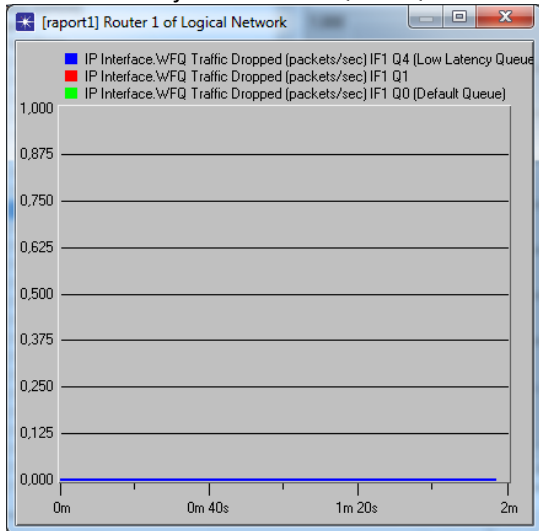 [raport1] Router 1 of Logical Network
IP Interface.WFQ Traffic Dropped (packets/sec) IF1 Q4 (Low Latency Queue
IP Interface.WFQ Traffic Dropped (packets/sec) IF1 Q1
IP Interface.WFQ Traffic Dropped (packets/sec) IF1 Q0 (Default Queue)
1,000
0,875
0,750
0,625
0,500
0,375
0,250
0,125
0,000
0m 0m 40s 1m 20s 2m